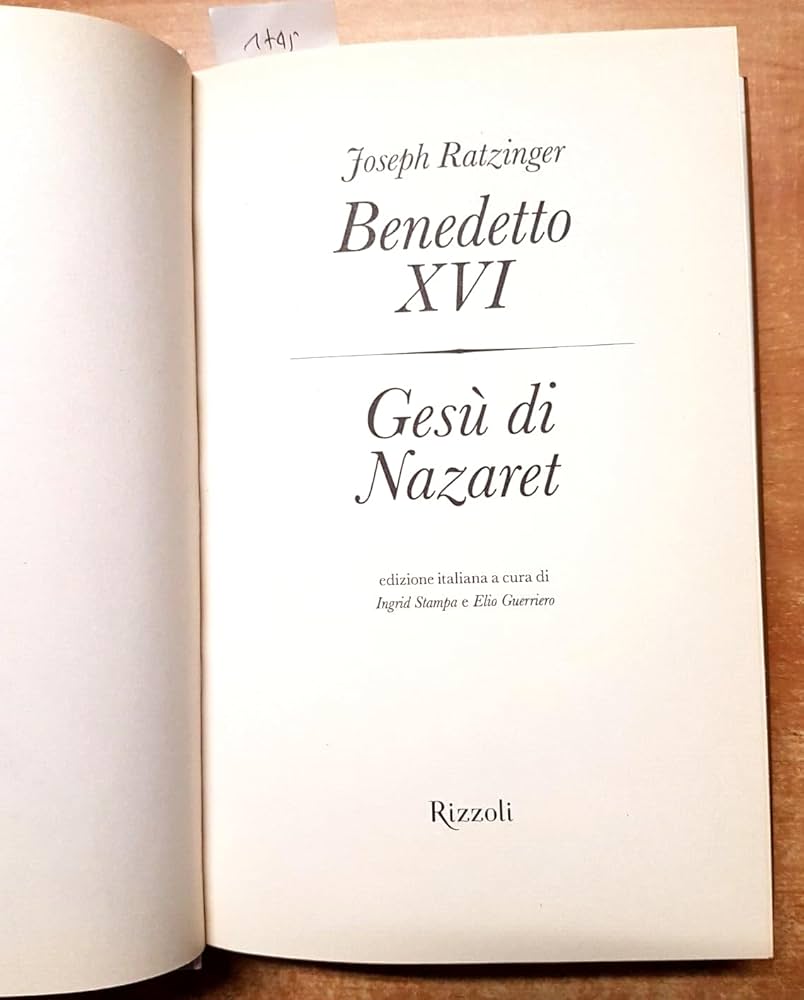 Joseph Ratzinger
Benedetto
XVI
Gesù di
Nazaret
edizione italiana a cura di
Ingrid Stampa e Elio Guerriero
Rizzoli